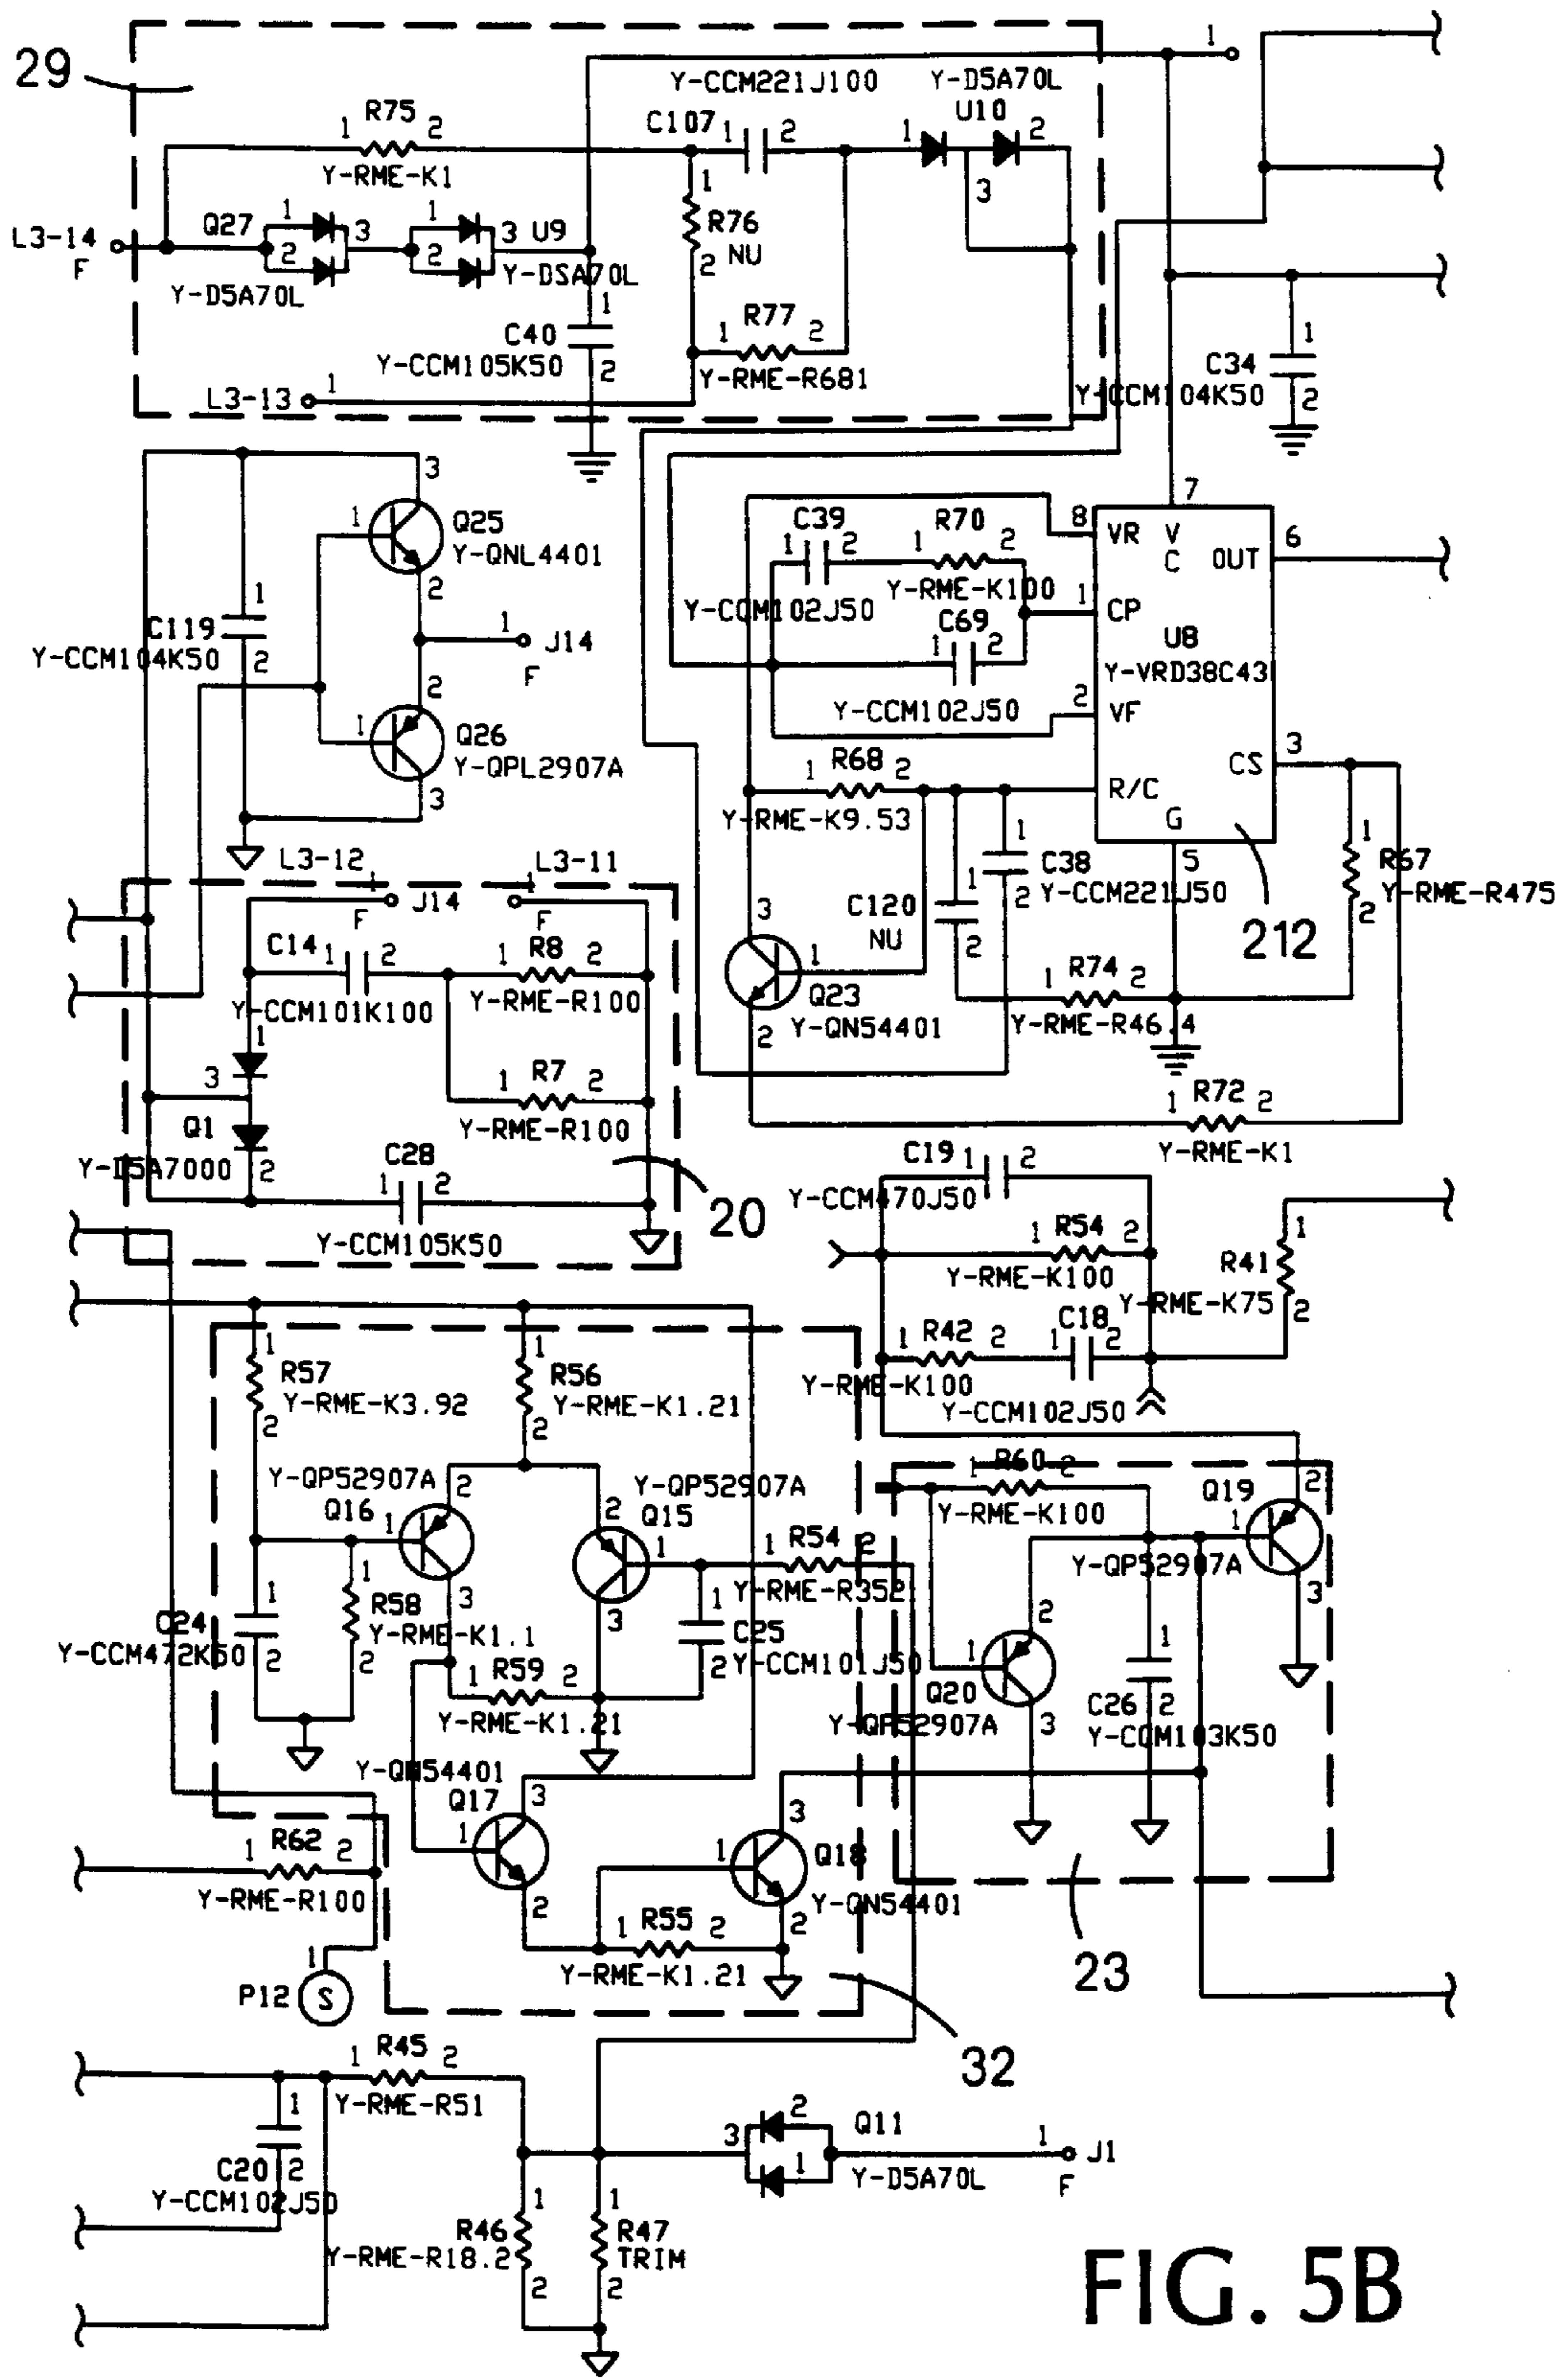 29
R75
1 2
Y-RME-K1
Y-CCM221J100
C107
1 2
Y-D5A70L
U10
1 2
3
1
L3-14
F
Q27
1
2
3
Y-D5A70L
1
2
3 U9
Y-DSA70L
1
R76
NU
2
R77
1 2
Y-RME-R681
1
C40
Y-CCM105K50
2
L3-13
1
1
C34
Y-CCM104K50
2
3
1
Q25
Y-QNL4401
2
C119
1
Y-CCM104K50
2
1
J14
F
2
1
Q26
Y-QPL2907A
3
C39
1 2
R70
1 2
Y-RME-K100
Y-CCM102J50
C69
1 2
Y-CCM102J50
7
8
VR
V
C
OUT
6
1
CP
U8
Y-VRD38C43
2
VF
3
CS
R/C
G
5
R68
1 2
Y-RME-K9.53
1
C38
Y-CCM221J50
2
1
R67
Y-RME-R475
2
212
C120
NU
1
2
R74
1 2
Y-RME-R46.4
3
1
Q23
Y-QN54401
2
R72
1 2
Y-RME-K1
L3-12
1
J14
F
L3-11
1
F
C14
1 2
Y-CCM101K100
R8
1 2
Y-RME-R100
1
3
Q1
Y-D5A7000
2
R7
1 2
Y-RME-R100
C28
1 2
Y-CCM105K50
20
C19
1 2
Y-CCM470J50
R54
1 2
Y-RME-K100
1
R41
Y-RME-K75
2
R42
1 2
Y-RME-K100
C18
1 2
Y-CCM102J50
1
R57
Y-RME-K3.92
2
1
R56
Y-RME-K1.21
2
Y-QP52907A
Q16
2
1
3
Y-QP52907A
Q15
2
1
3
R54
1 2
Y-RME-R352
C24
1
Y-CCM472K50
2
1
R58
Y-RME-K1.1
2
R59
1 2
Y-RME-K1.21
1
C25
Y-CCM101J50
2
R60
1 2
Y-RME-K100
Q19
2
1
Y-QP52907A
3
2
1
Q20
Y-QP52907A
3
1
C26
2
Y-CCM103K50
Y-QN54401
Q17
3
1
2
3
1
Q18
Y-QN54401
2
R55
1 2
Y-RME-K1.21
R62
1 2
Y-RME-R100
1
P12
S
23
32
R45
1 2
Y-RME-R51
1
C20
2
Y-CCM102J50
3
2
1
Q11
Y-D5A70L
1
J1
F
1
R46
Y-RME-R18.2
2
1
R47
TRIM
2
FIG. 5B